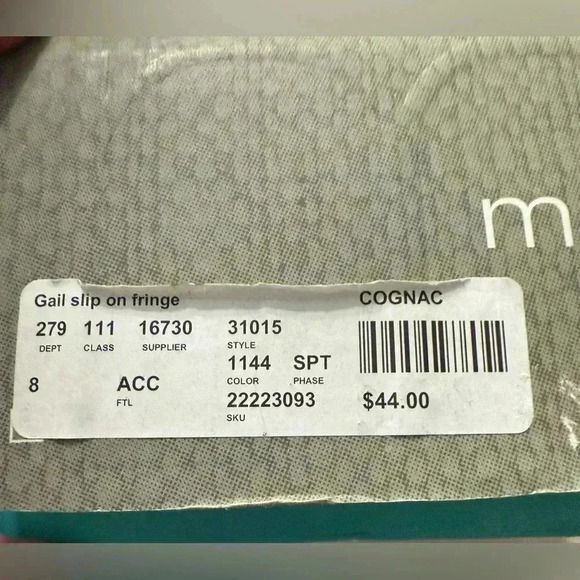 m
Gail slip on fringe
COGNAC
279 111 16730 31015
DEPT CLASS SUPPLIER STYLE
1144 SPT
COLOR PHASE
8 ACC
FTL
22223093 $44.00
SKU